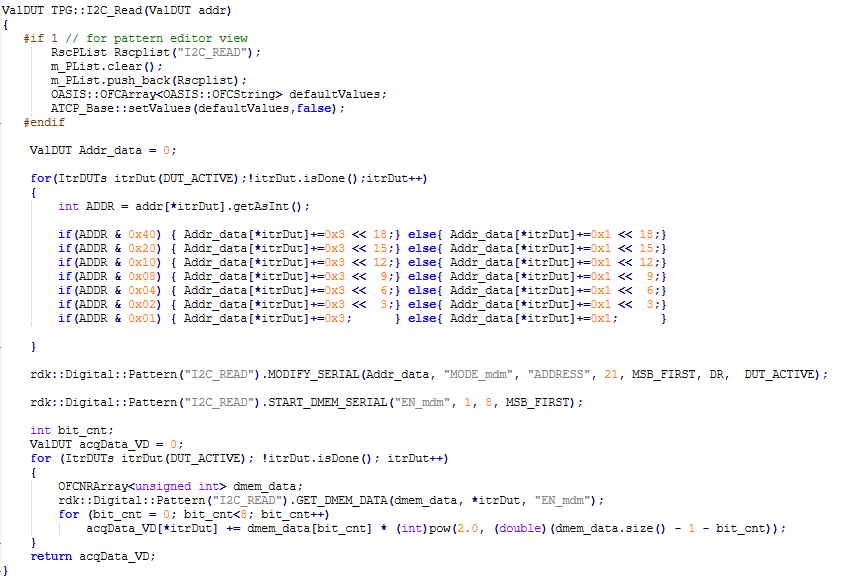 ValDUT TPG::I2C_Read(ValDUT addr)
{
#if 1 // for pattern editor view
RscPList Rscplist("I2C_READ");
m_PList.clear();
m_PList.push_back(Rscplist);
OASIS::OFCArray<OASIS::OFCString> defaultValues;
ATCP_Base::setValues(defaultValues,false);
#endif
ValDUT Addr_data = 0;
for(ItrDUTs itrDut(DUT_ACTIVE);!itrDut.isDone();itrDut++)
{
int ADDR = addr[*itrDut].getAsInt();
if(ADDR & 0x40) { Addr_data[*itrDut]+=0x3 << 18;} else{ Addr_data[*itrDut]+=0x1 << 18;}
if(ADDR & 0x20) { Addr_data[*itrDut]+=0x3 << 15;} else{ Addr_data[*itrDut]+=0x1 << 15;}
if(ADDR & 0x10) { Addr_data[*itrDut]+=0x3 << 12;} else{ Addr_data[*itrDut]+=0x1 << 12;}
if(ADDR & 0x08) { Addr_data[*itrDut]+=0x3 <<  9;} else{ Addr_data[*itrDut]+=0x1 <<  9;}
if(ADDR & 0x04) { Addr_data[*itrDut]+=0x3 <<  6;} else{ Addr_data[*itrDut]+=0x1 <<  6;}
if(ADDR & 0x02) { Addr_data[*itrDut]+=0x3 <<  3;} else{ Addr_data[*itrDut]+=0x1 <<  3;}
if(ADDR & 0x01) { Addr_data[*itrDut]+=0x3;      } else{ Addr_data[*itrDut]+=0x1;      }
}
rdk::Digital::Pattern("I2C_READ").MODIFY_SERIAL(Addr_data, "MODE_mdm", "ADDRESS", 21, MSB_FIRST, DR,  DUT_ACTIVE);
rdk::Digital::Pattern("I2C_READ").START_DMEM_SERIAL("EN_mdm", 1, 8, MSB_FIRST);
int bit_cnt;
ValDUT acqData_VD = 0;
for (ItrDUTs itrDut(DUT_ACTIVE); !itrDut.isDone(); itrDut++)
{
OFCNRArray<unsigned int> dmem_data;
rdk::Digital::Pattern("I2C_READ").GET_DMEM_DATA(dmem_data, *itrDut, "EN_mdm");
for (bit_cnt = 0; bit_cnt<8; bit_cnt++)
acqData_VD[*itrDut] += dmem_data[bit_cnt] * (int)pow(2.0, (double)(dmem_data.size() - 1 - bit_cnt));
}
return acqData_VD;
}